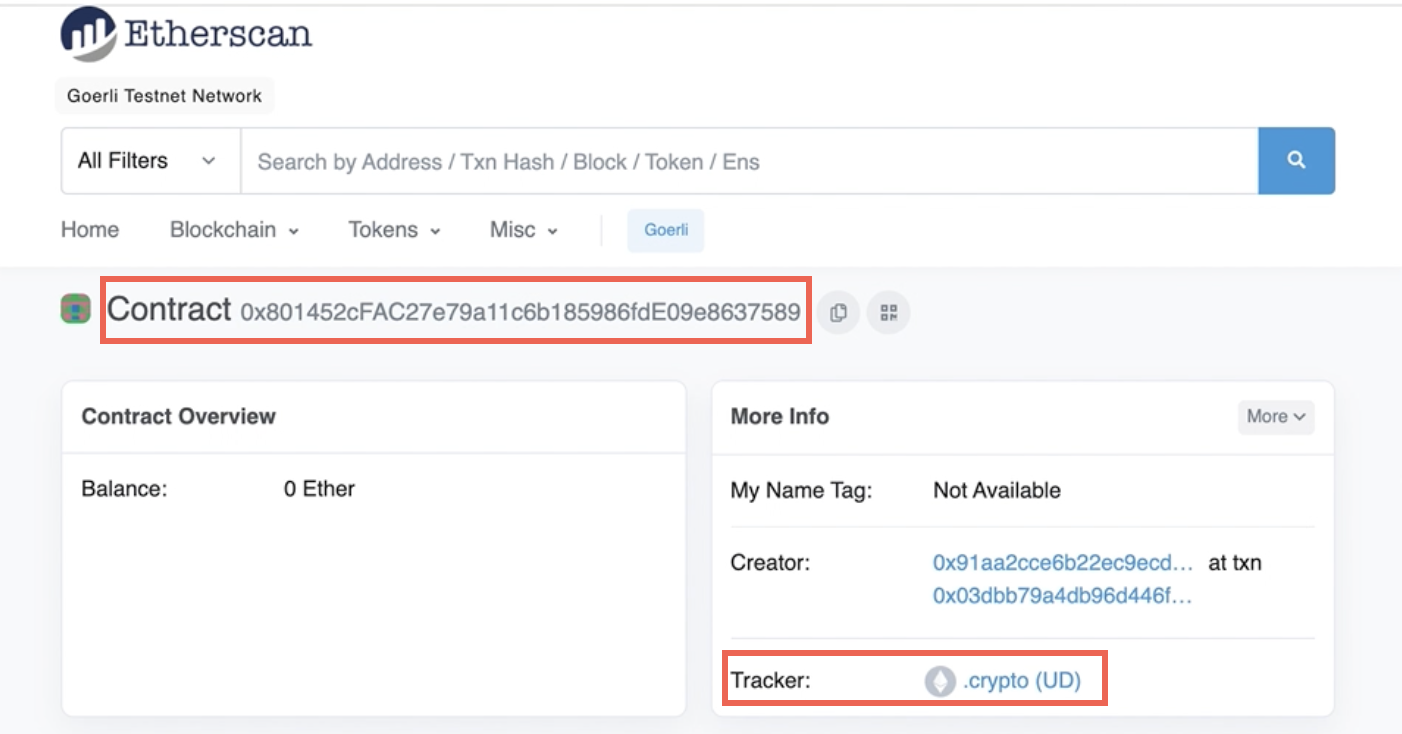 Etherscan
Goerli Testnet Network
All Filters
Search by Address / Txn Hash / Block / Token / Ens
Home Blockchain Tokens Misc Goerli
Contract 0x801452cFAC27e79a11c6b185986fdE09e8637589
Contract Overview
Balance: 0 Ether
More Info More
My Name Tag: Not Available
Creator: 0x91aa2cce6b22ec9ecd... at txn
0x03dbb79a4db96d446f...
Tracker: .crypto (UD)